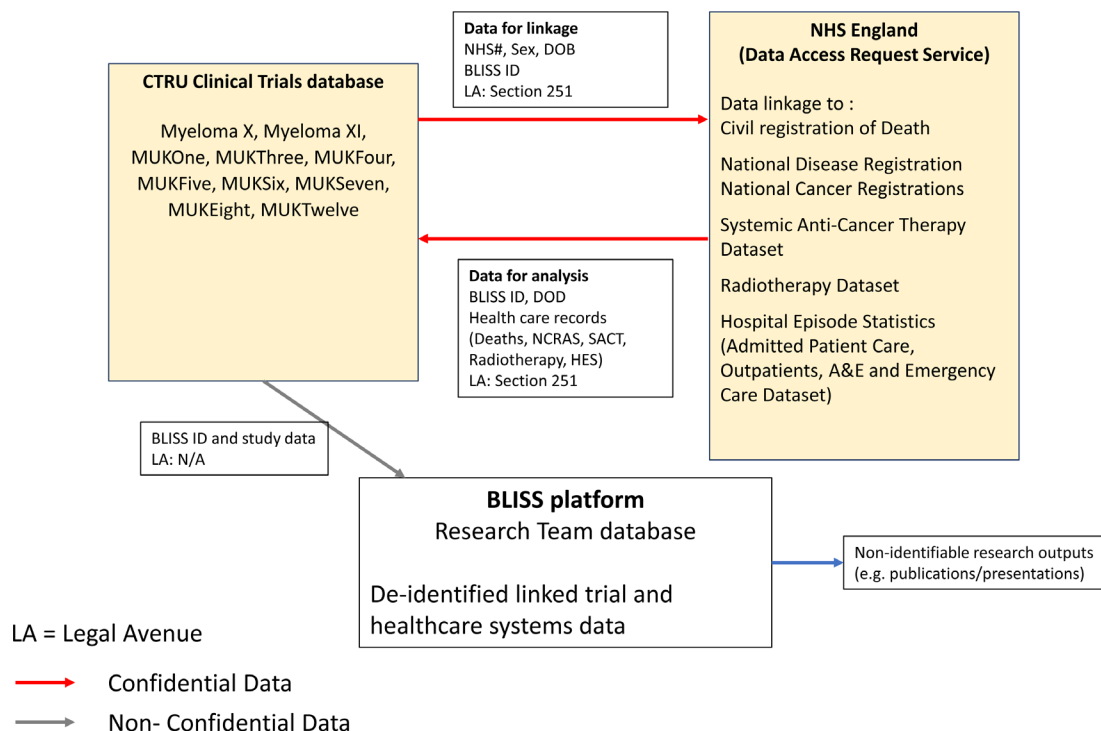 Data for linkage
NHS#, Sex, DOB
BLISS ID
LA: Section 251
NHS England
(Data Access Request Service)
Data linkage to :
Civil registration of Death
National Disease Registration
National Cancer Registrations
Systemic Anti-Cancer Therapy
Dataset
Radiotherapy Dataset
Hospital Episode Statistics
(Admitted Patient Care,
Outpatients, A&E and Emergency
Care Dataset)
CTRU Clinical Trials database
Myeloma X, Myeloma XI,
MUKOne, MUKThree, MUKFour,
MUKFive, MUKSix, MUKSeven,
MUKEight, MUKTwelve
Data for analysis
BLISS ID, DOD
Health care records
(Deaths, NCRAS, SACT,
Radiotherapy, HES)
LA: Section 251
BLISS ID and study data
LA: N/A
BLISS platform
Research Team database
De-identified linked trial and
healthcare systems data
Non-identifiable research outputs
(e.g. publications/presentations)
LA = Legal Avenue
Confidential Data
Non- Confidential Data